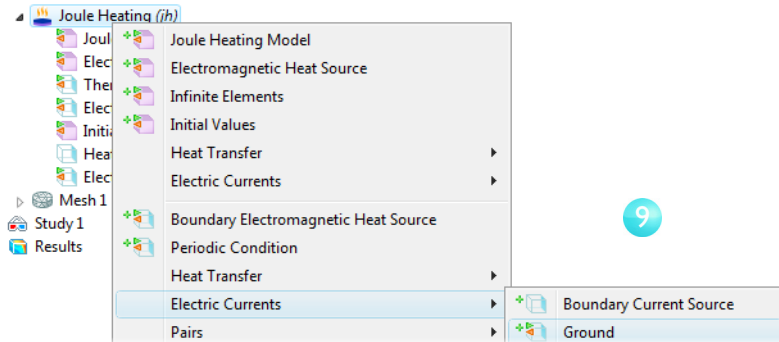 Joule Heating (jh)
Joul
Elec
Ther
Elec
Initi
Hea
Elec
Mesh 1
Study 1
Results
Joule Heating Model
Electromagnetic Heat Source
Infinite Elements
Initial Values
Heat Transfer
Electric Currents
Boundary Electromagnetic Heat Source
Periodic Condition
Heat Transfer
Electric Currents
Pairs
9
Boundary Current Source
Ground